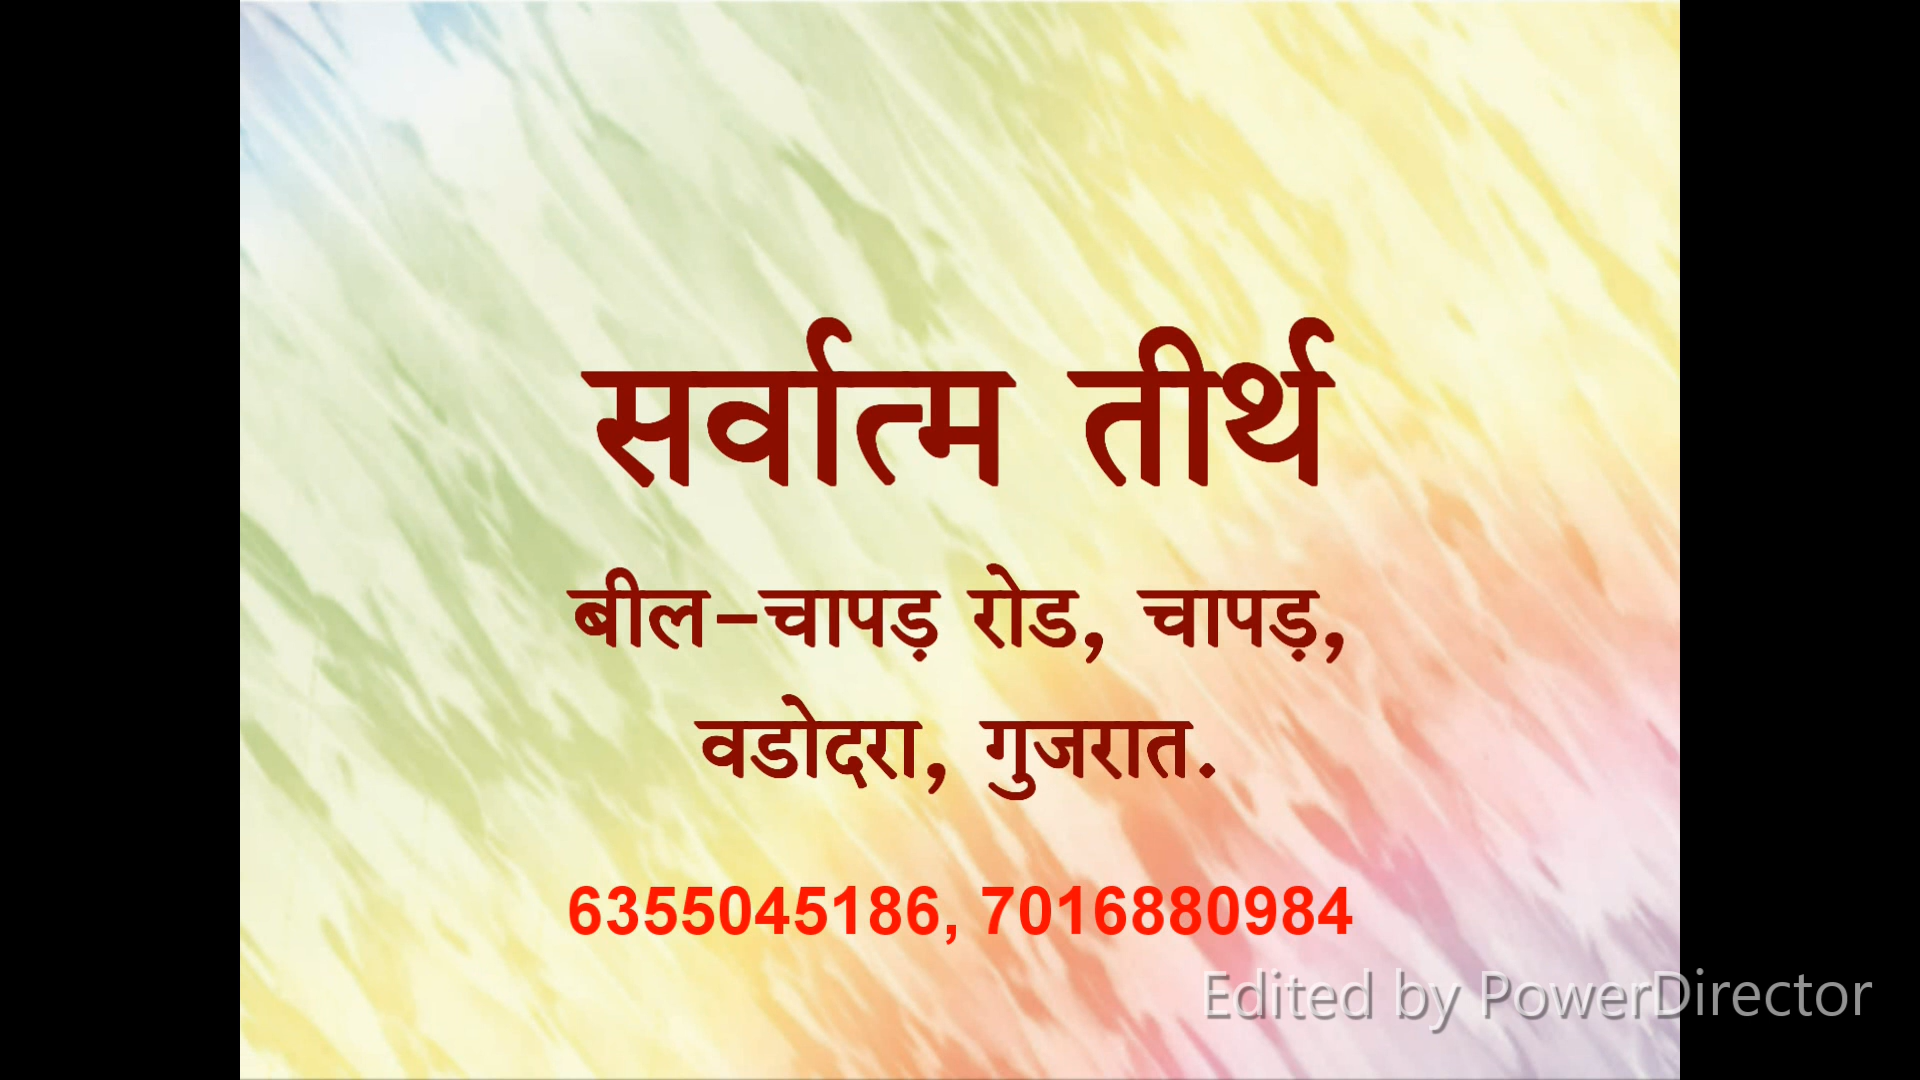 सर्वात्म तीर्थ
बील-चापड़ रोड, चापड़,
वडोदरा, गुजरात.
6355045186, 7016880984
Edited by PowerDirector